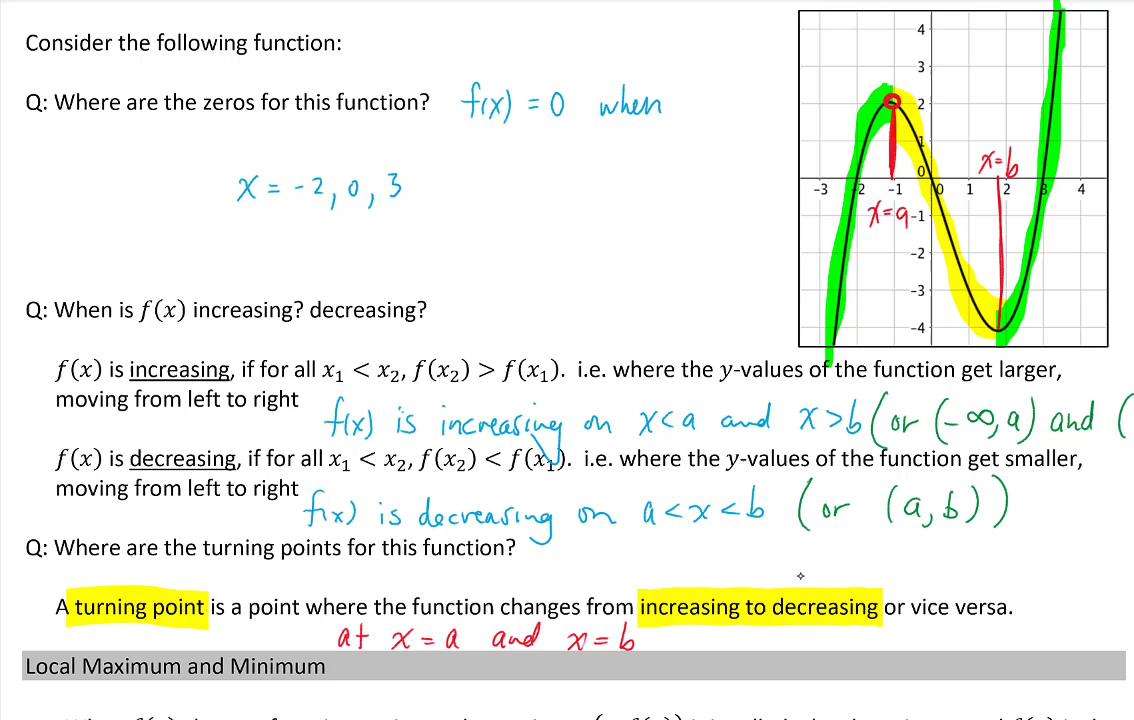 Consider the following function:
Q: Where are the zeros for this function? f(x) = 0 when
x = -2, 0, 3
4
3
2
1
0
-3 -2 -1 0 1 2 3 4
x=b
x=a
-1
-2
-3
-4
Q: When is f(x) increasing? decreasing?
f(x) is increasing, if for all x₁ < x₂, f(x₂) > f(x₁). i.e. where the y-values of the function get larger,
moving from left to right
f(x) is increasing on x<a and x>b (or (-∞,a) and (
f(x) is decreasing, if for all x₁ < x₂, f(x₂) < f(x₁). i.e. where the y-values of the function get smaller,
moving from left to right
f(x) is decreasing on a<x<b (or (a,b))
Q: Where are the turning points for this function?
A turning point is a point where the function changes from increasing to decreasing or vice versa.
at x=a and x=b
Local Maximum and Minimum